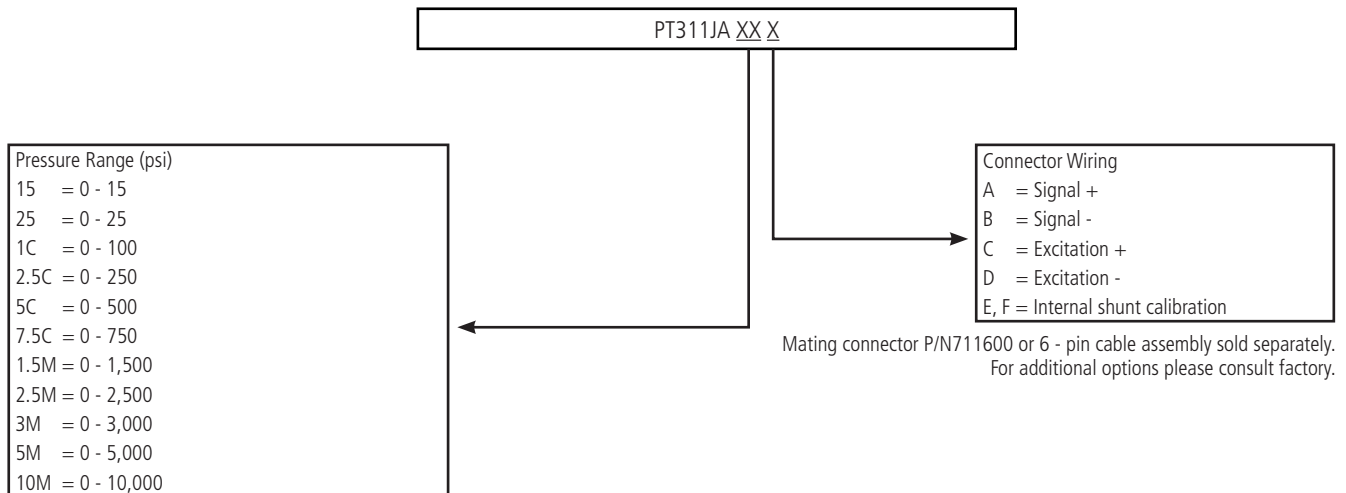 PT311JA XX X
Pressure Range (psi)
15 = 0 - 15
25 = 0 - 25
1C = 0 - 100
2.5C = 0 - 250
5C = 0 - 500
7.5C = 0 - 750
1.5M = 0 - 1,500
2.5M = 0 - 2,500
3M = 0 - 3,000
5M = 0 - 5,000
10M = 0 - 10,000
Connector Wiring
A = Signal +
B = Signal -
C = Excitation +
D = Excitation -
E, F = Internal shunt calibration
Mating connector P/N711600 or 6 - pin cable assembly sold separately.
For additional options please consult factory.